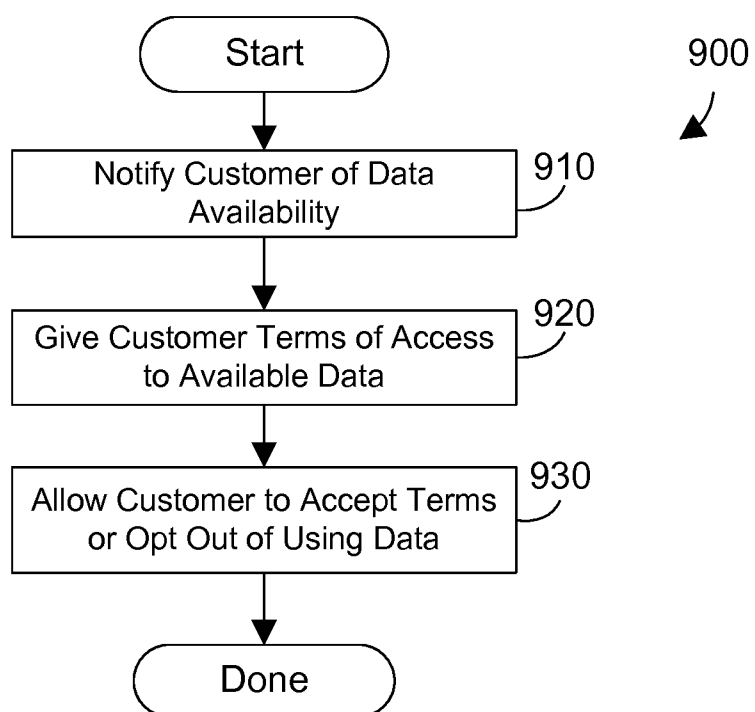 Start
900
Notify Customer of Data
Availability
910
Give Customer Terms of Access
to Available Data
920
Allow Customer to Accept Terms
or Opt Out of Using Data
930
Done